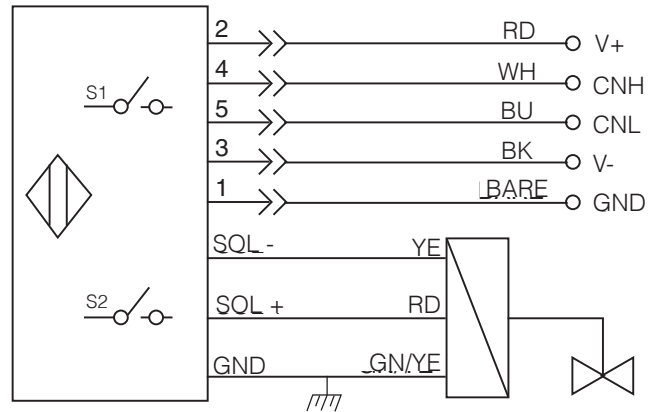 2 RD V+
S1 4 WH CNH
5 BU CNL
3 BK V-
1 BARE GND
SOL - YE
S2 SOL + RD
GND GN/YE